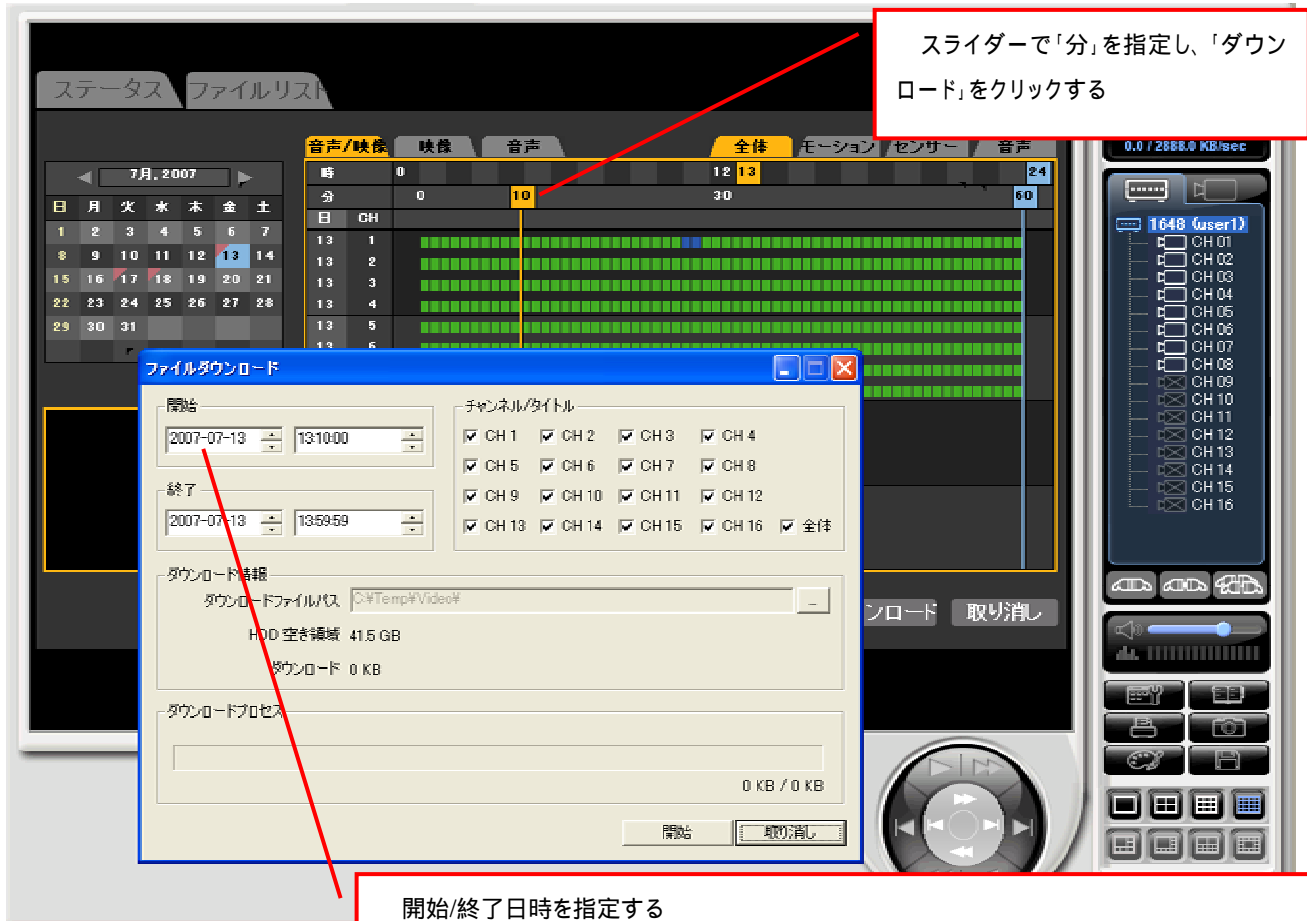 スライダーで「分」を指定し、「ダウン
ロード」をクリックする
ステータス ファイルリスト
音声/映像 映像 音声 全体 モーション センサー 音声
7月, 2007
日 月 火 水 木 金 土
1 2 3 4 5 6 7
8 9 10 11 12 13 14
15 16 17 18 19 20 21
22 23 24 25 26 27 28
29 30 31
時 0 12 13 24
分 0 10 30 60
日 CH
13 1
13 2
13 3
13 4
13 5
13 6
ファイルダウンロード
開始
2007-07-13 13:10:00
終了
2007-07-13 13:59:59
チャンネル/タイトル
CH 1 CH 2 CH 3 CH 4
CH 5 CH 6 CH 7 CH 8
CH 9 CH 10 CH 11 CH 12
CH 13 CH 14 CH 15 CH 16 全体
ダウンロード情報
ダウンロードファイルパス C:¥Temp¥Video¥
HDD 空き領域 41.5 GB
ダウンロード 0 KB
ダウンロードプロセス
0 KB / 0 KB
開始 取り消し
ンロード 取り消し
0.0 / 2888.0 KB/sec
1648 (user1)
CH 01
CH 02
CH 03
CH 04
CH 05
CH 06
CH 07
CH 08
CH 09
CH 10
CH 11
CH 12
CH 13
CH 14
CH 15
CH 16
開始/終了日時を指定する